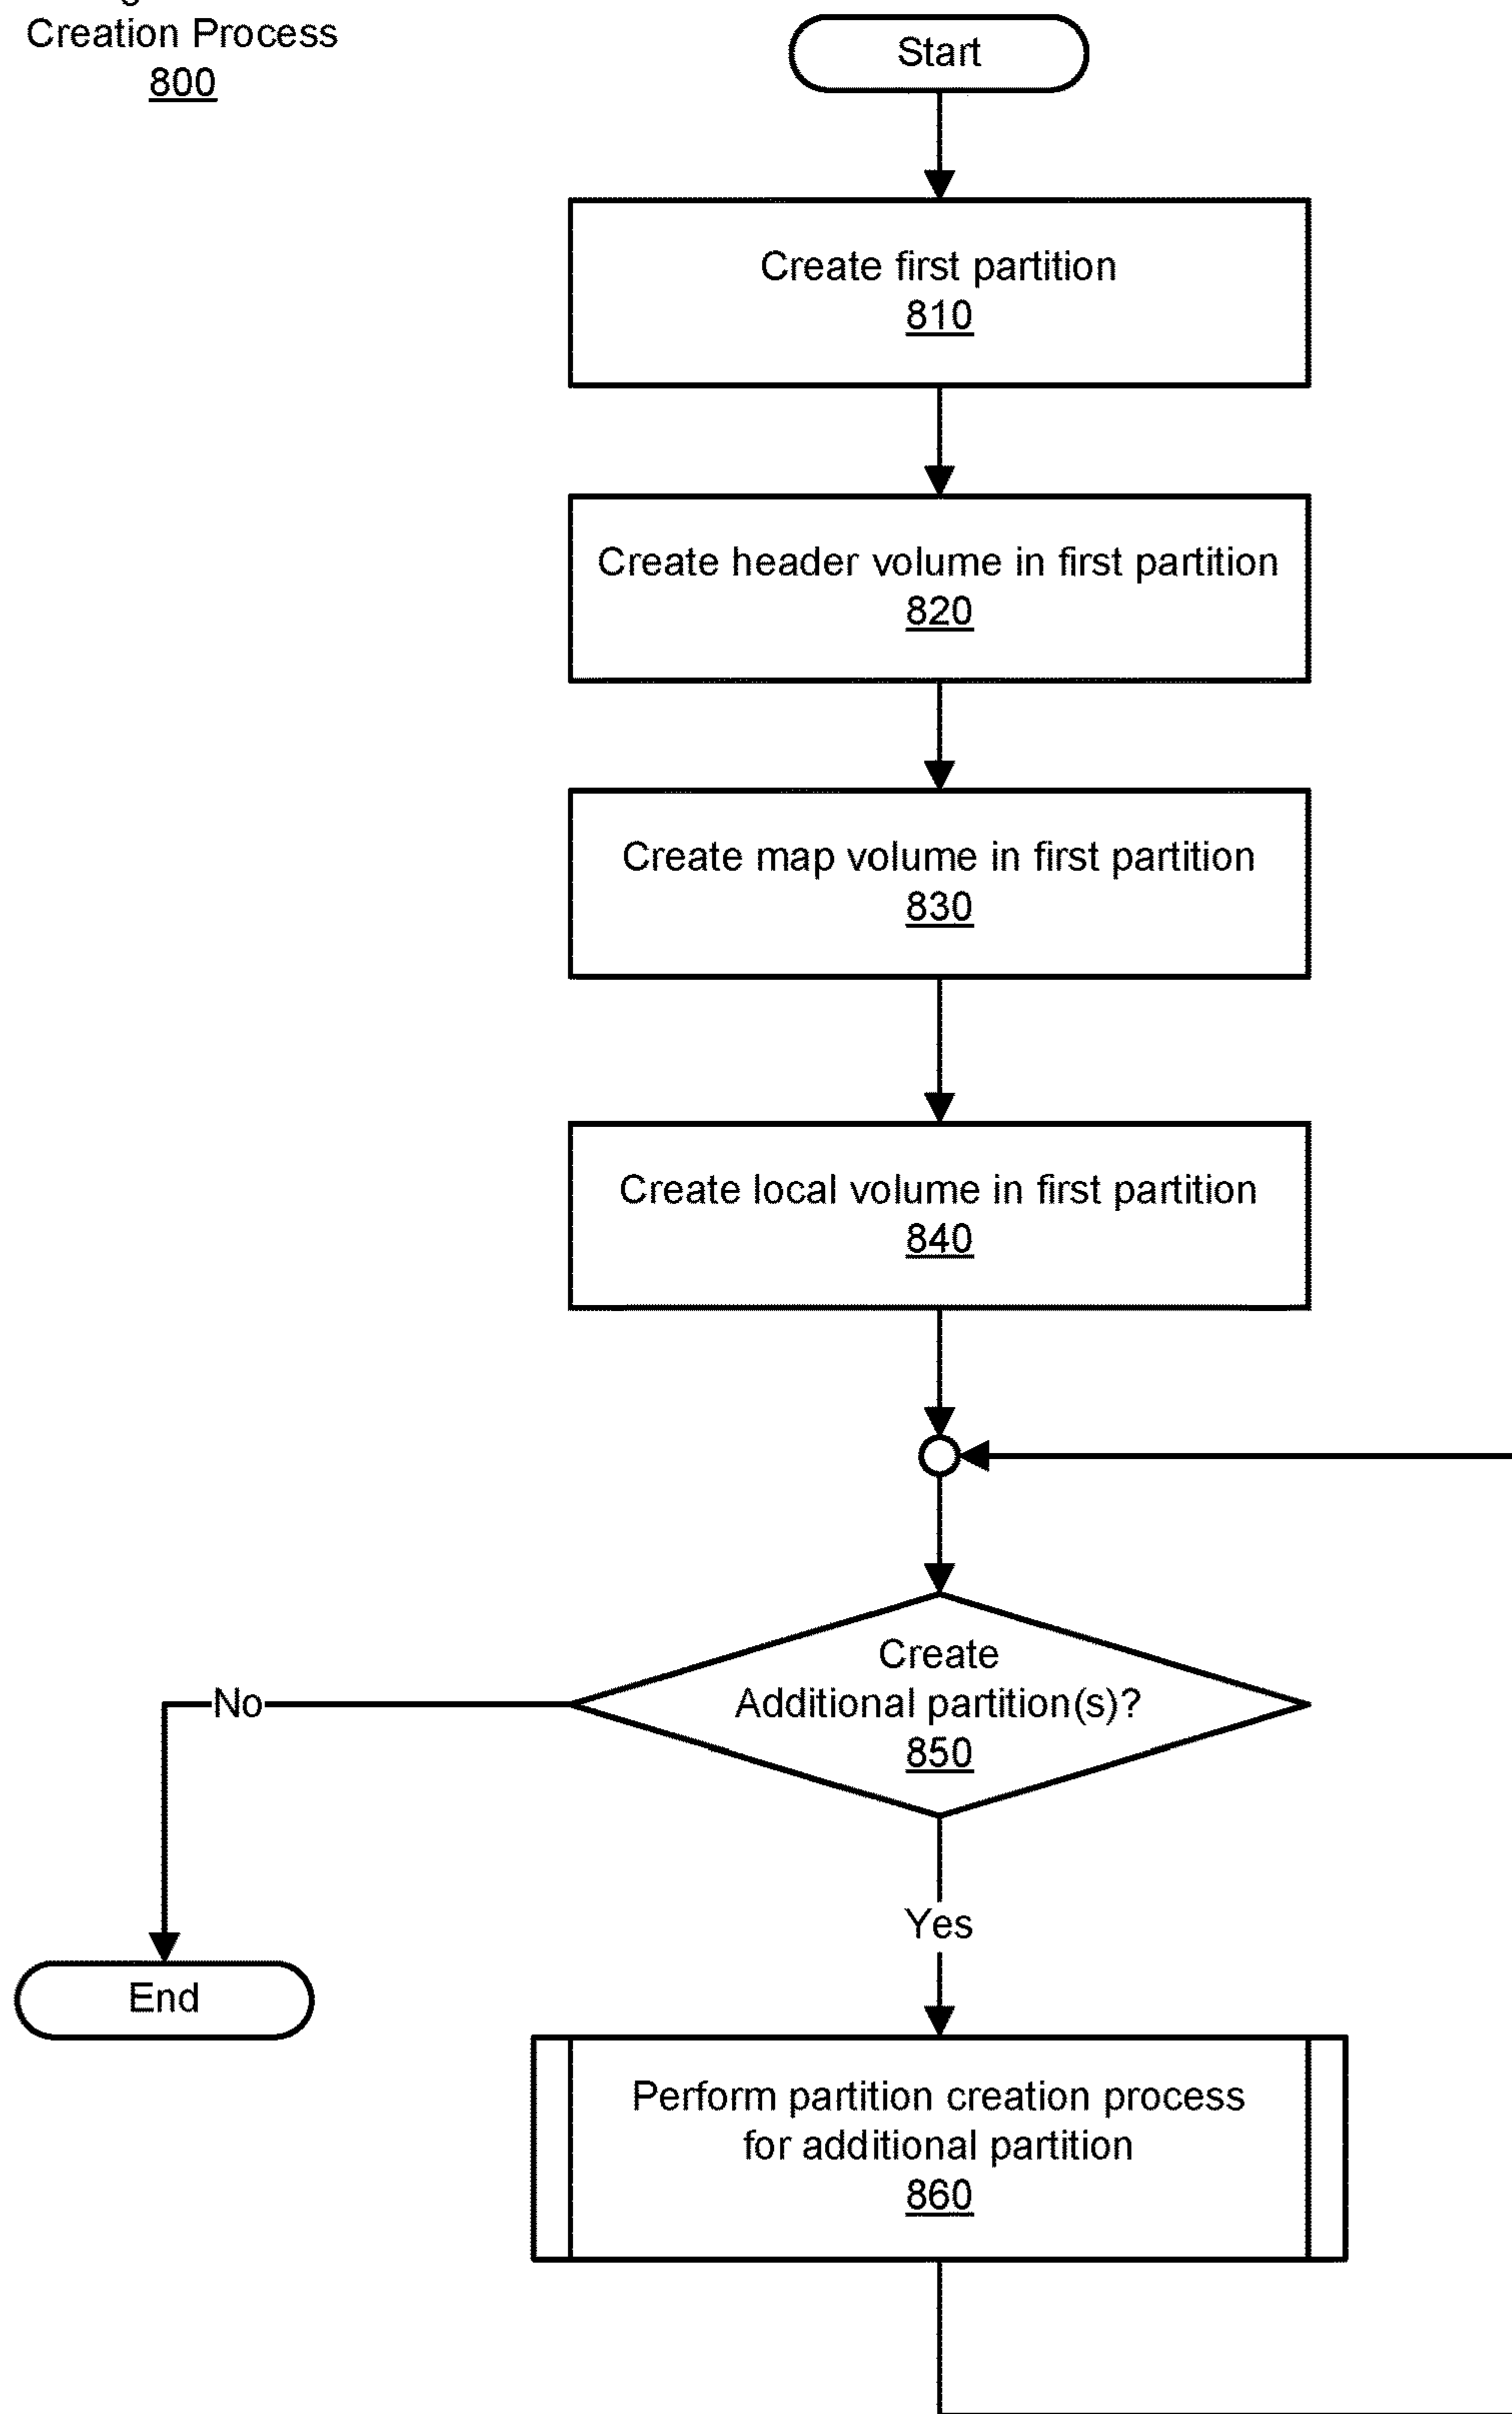 Creation Process
800
Start
Create first partition
810
Create header volume in first partition
820
Create map volume in first partition
830
Create local volume in first partition
840
Create
Additional partition(s)?
850
No
Yes
End
Perform partition creation process
for additional partition
860